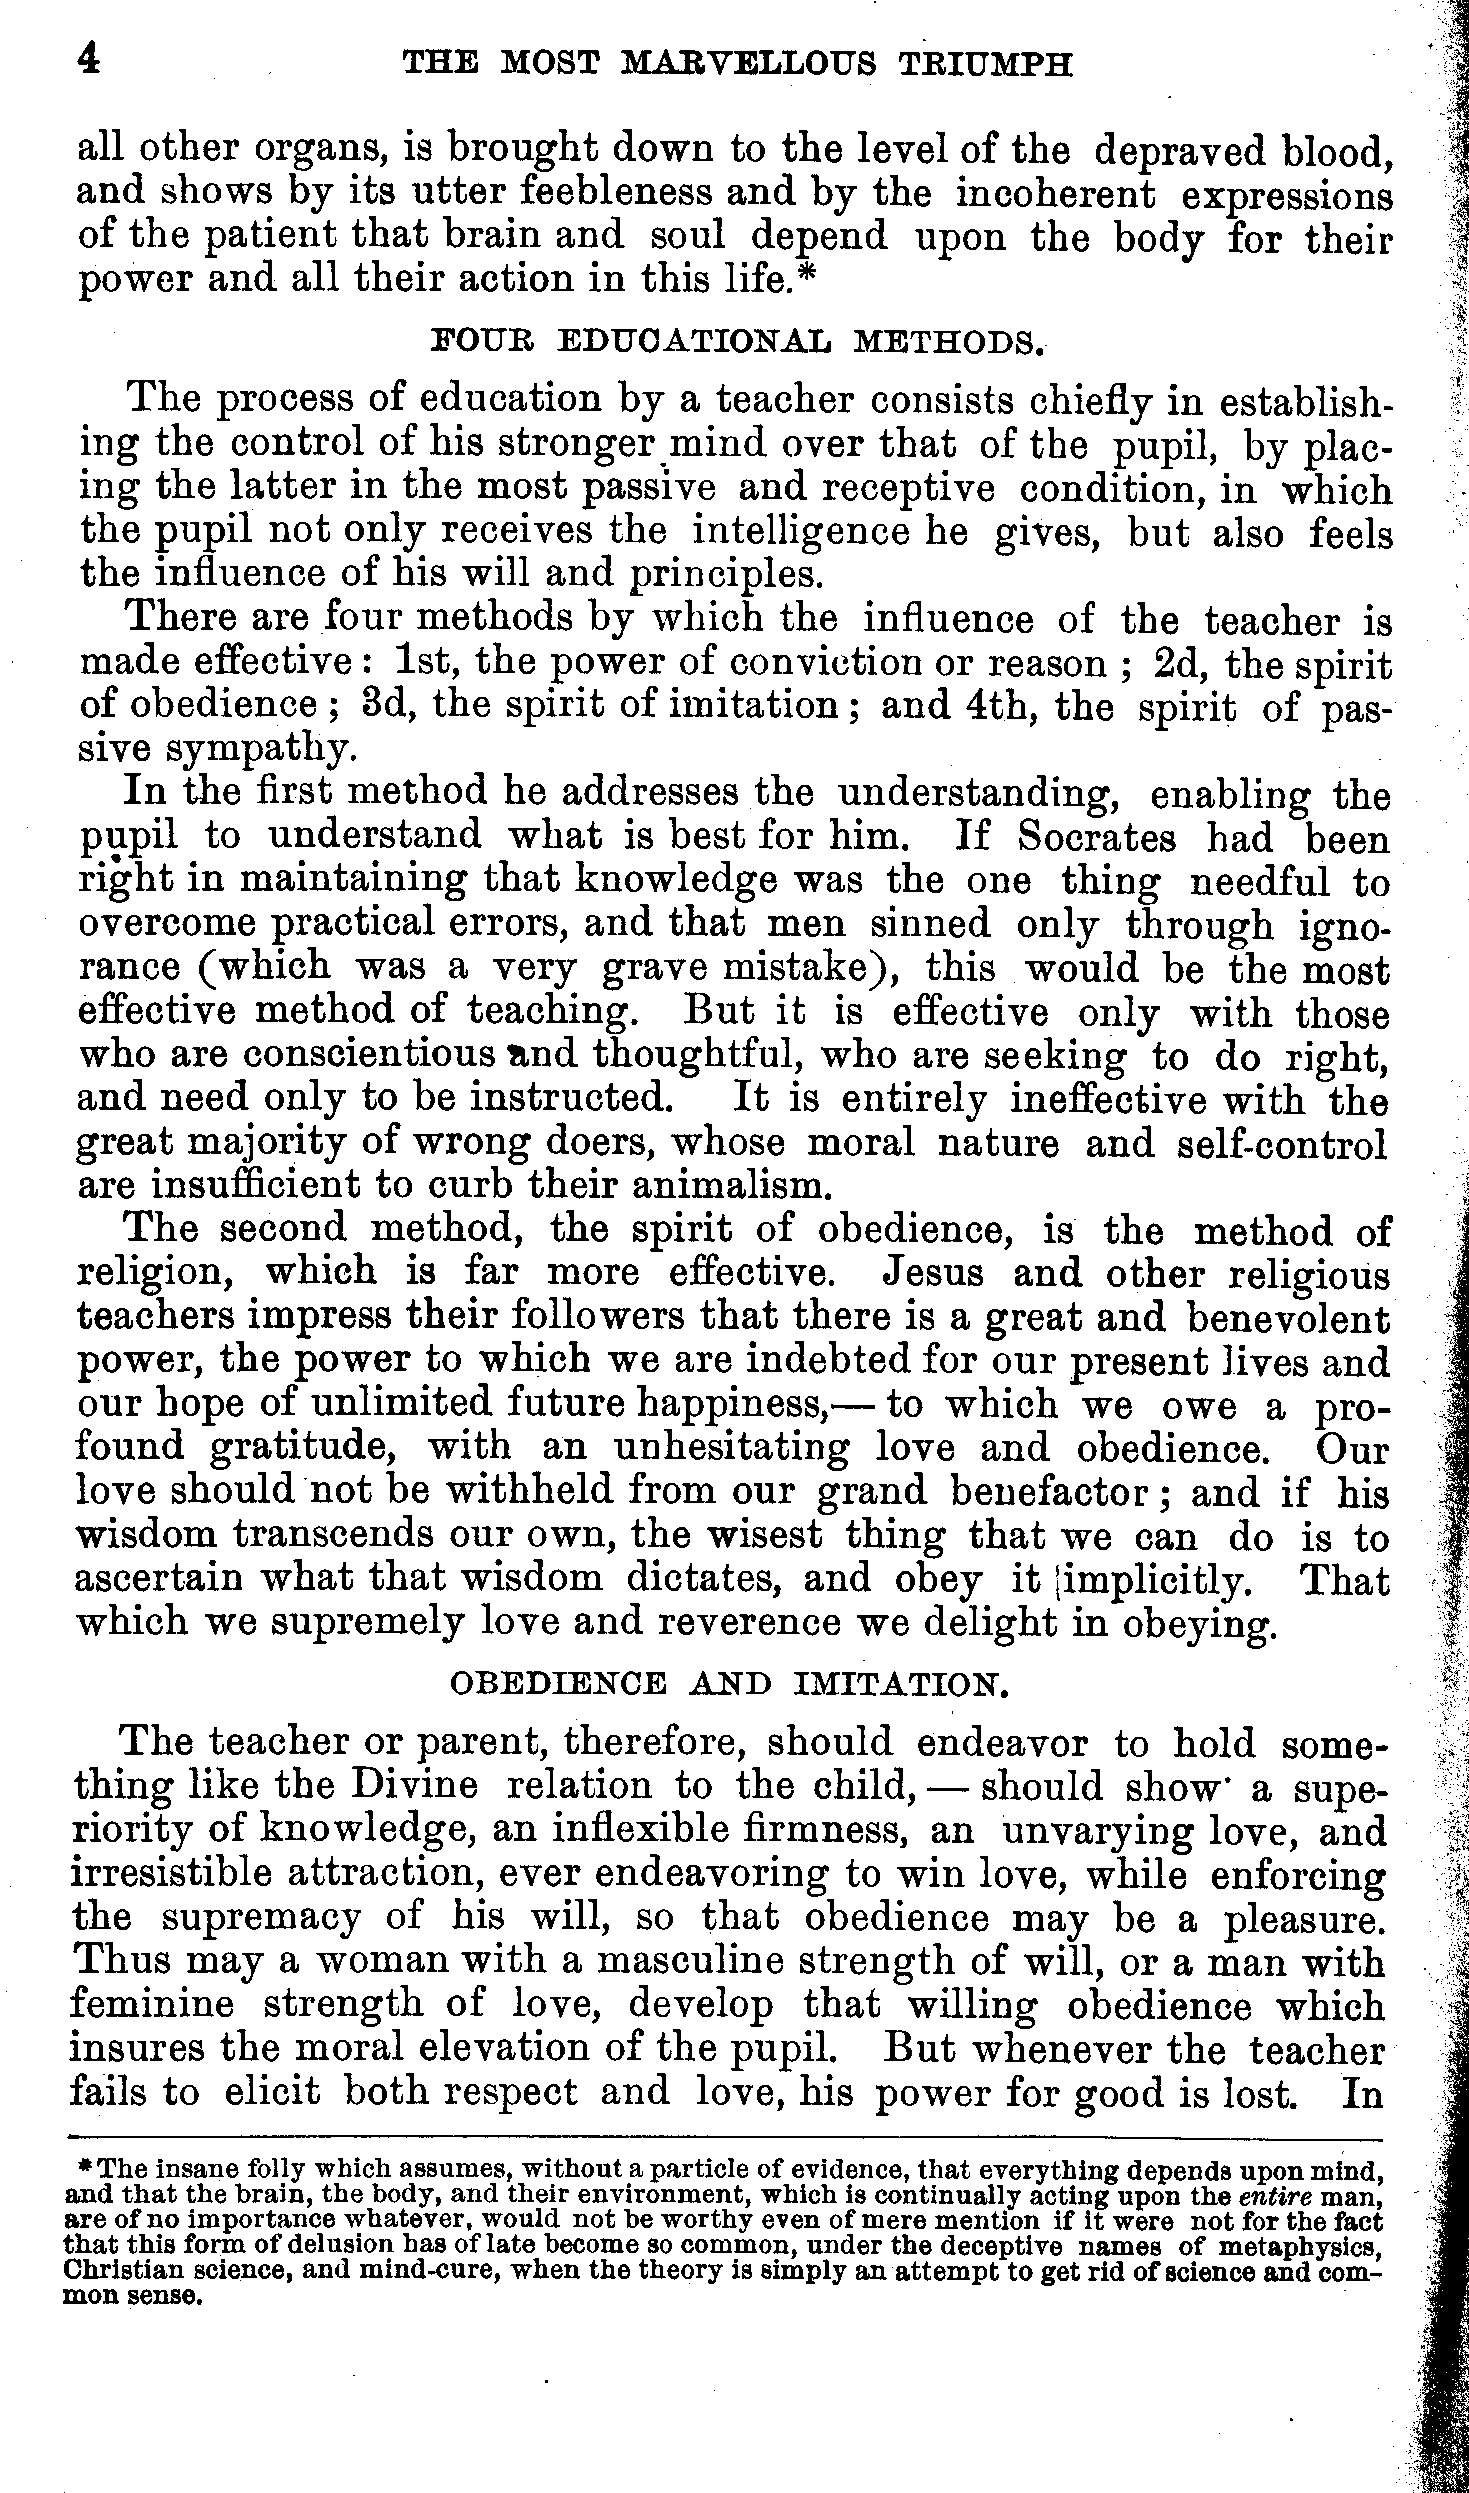 4 THE MOST MARVELLOUS TRIUMPH
all other organs, is brought down to the level of the depraved blood,
and shows by its utter feebleness and by the incoherent expressions
of the patient that brain and soul depend upon the body for their
power and all their action in this life.*
FOUR EDUCATIONAL METHODS.
The process of education by a teacher consists chiefly in establish-
ing the control of his stronger mind over that of the pupil, by plac-
ing the latter in the most passive and receptive condition, in which
the pupil not only receives the intelligence he gives, but also feels
the influence of his will and principles.
There are four methods by which the influence of the teacher is
made effective : 1st, the power of conviction or reason ; 2d, the spirit
of obedience ; 3d, the spirit of imitation ; and 4th, the spirit of pas-
sive sympathy.
In the first method he addresses the understanding, enabling the
pupil to understand what is best for him. If Socrates had been
right in maintaining that knowledge was the one thing needful to
overcome practical errors, and that men sinned only through igno-
rance (which was a very grave mistake), this would be the most
effective method of teaching. But it is effective only with those
who are conscientious and thoughtful, who are seeking to do right,
and need only to be instructed. It is entirely ineffective with the
great majority of wrong doers, whose moral nature and self-control
are insufficient to curb their animalism.
The second method, the spirit of obedience, is the method of
religion, which is far more effective. Jesus and other religious
teachers impress their followers that there is a great and benevolent
power, the power to which we are indebted for our present lives and
our hope of unlimited future happiness,— to which we owe a pro-
found gratitude, with an unhesitating love and obedience. Our
love should not be withheld from our grand benefactor ; and if his
wisdom transcends our own, the wisest thing that we can do is to
ascertain what that wisdom dictates, and obey it implicitly. That
which we supremely love and reverence we delight in obeying.
OBEDIENCE AND IMITATION.
The teacher or parent, therefore, should endeavor to hold some-
thing like the Divine relation to the child, — should show a supe-
riority of knowledge, an inflexible firmness, an unvarying love, and
irresistible attraction, ever endeavoring to win love, while enforcing
the supremacy of his will, so that obedience may be a pleasure.
Thus may a woman with a masculine strength of will, or a man with
feminine strength of love, develop that willing obedience which
insures the moral elevation of the pupil. But whenever the teacher
fails to elicit both respect and love, his power for good is lost. In
*The insane folly which assumes, without a particle of evidence, that everything depends upon mind,
and that the brain, the body, and their environment, which is continually acting upon the entire man,
are of no importance whatever, would not be worthy even of mere mention if it were not for the fact
that this form of delusion has of late become so common, under the deceptive names of metaphysics,
Christian science, and mind-cure, when the theory is simply an attempt to get rid of science and com-
mon sense.